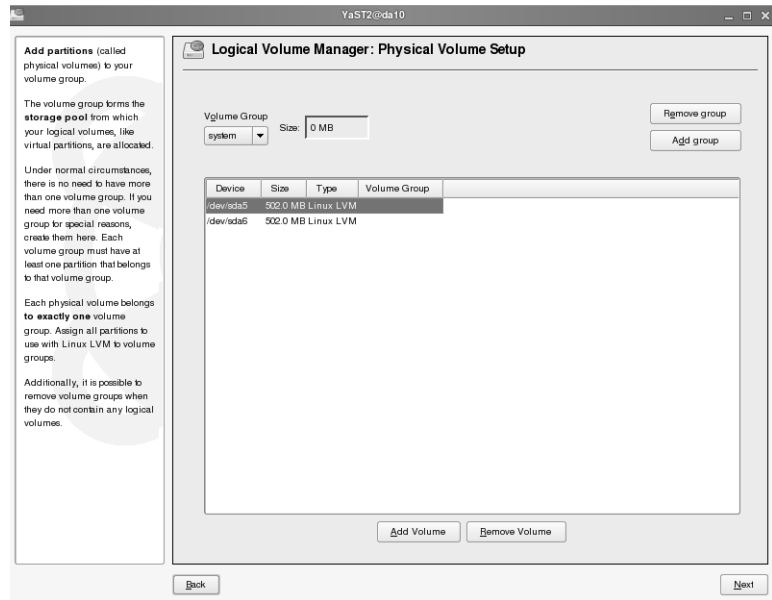 YaST2@da10
Add partitions (called
physical volumes) to your
volume group.
The volume group forms the
storage pool from which
your logical volumes, like
virtual partitions, are allocated.
Under normal circumstances,
there is no need to have more
than one volume group. If you
need more than one volume
group for special reasons,
create them here. Each
volume group must have at
least one partition that belongs
to that volume group.
Each physical volume belongs
to exactly one volume
group. Assign all partitions to
use with Linux LVM to volume
groups.
Additionally, it is possible to
remove volume groups when
they do not contain any logical
volumes.
Logical Volume Manager: Physical Volume Setup
Volume Group
system
Size: 0 MB
Remove group
Add group
Device Size Type Volume Group
/dev/sda5 502.0 MB Linux LVM
/dev/sda6 502.0 MB Linux LVM
Add Volume Remove Volume
Back Next